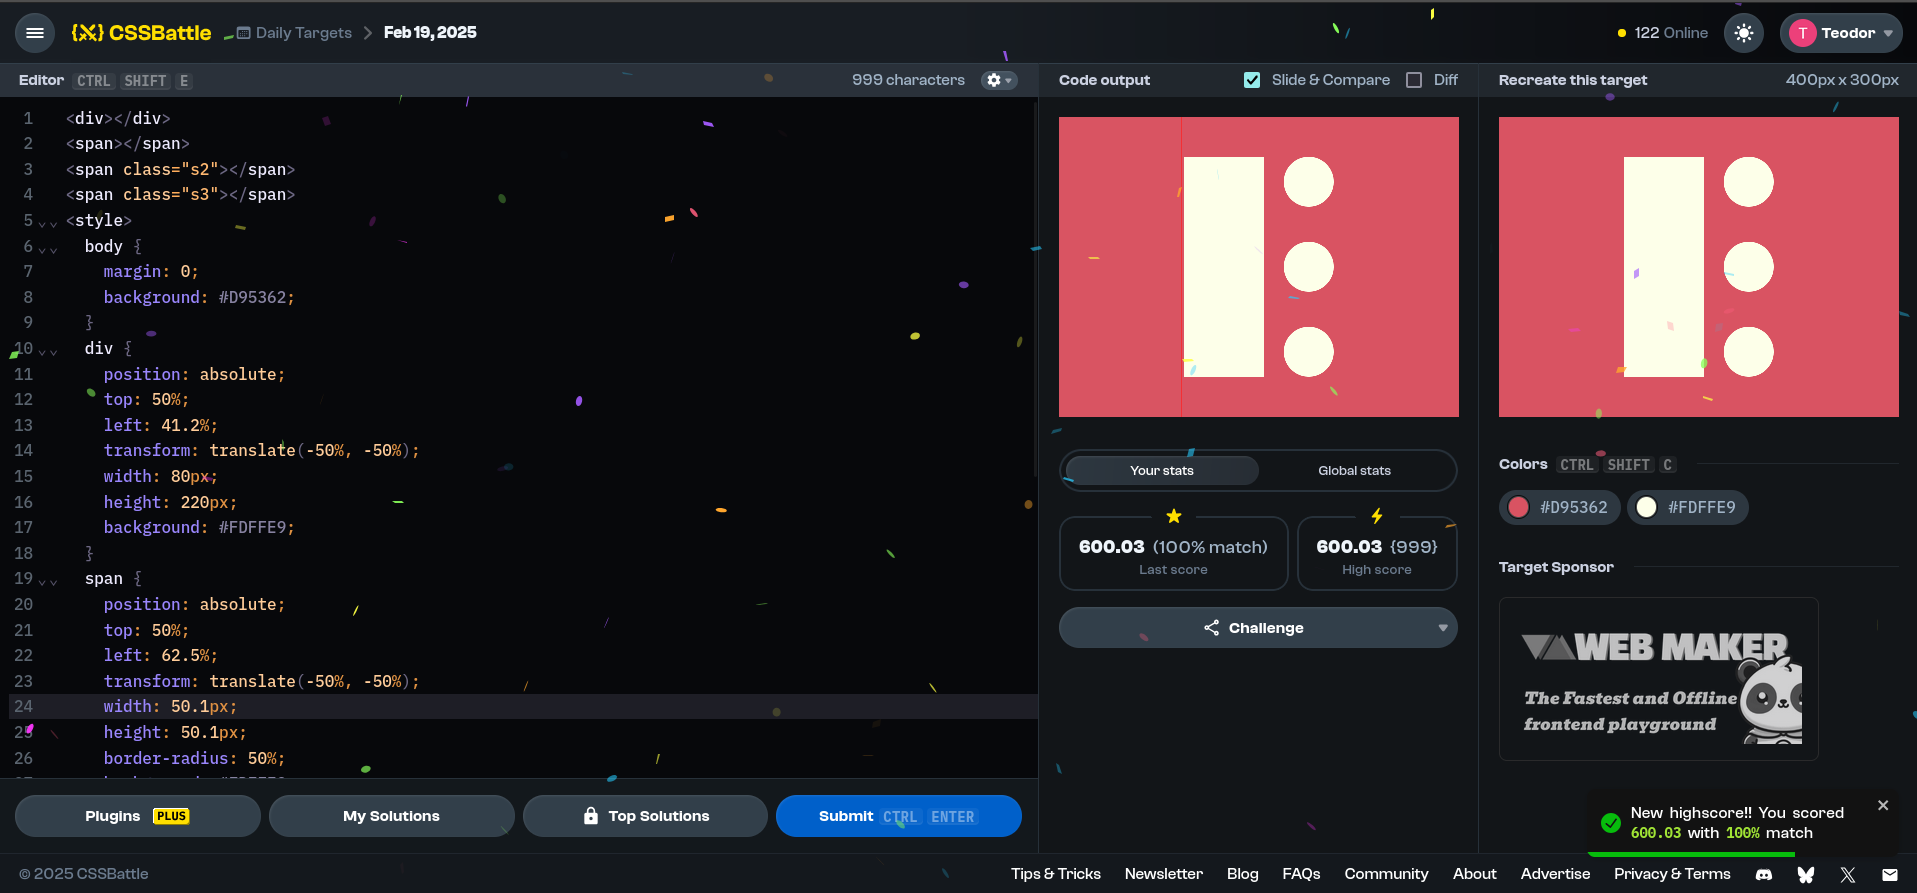 CSSBattle
Daily Targets
Feb 19, 2025
122 Online
T
Teodor
Editor CTRL SHIFT E
999 characters
Code output
Slide & Compare
Diff
Recreate this target
400px x 300px
1 <div></div>
2 <span></span>
3 <span class="s2"></span>
4 <span class="s3"></span>
5 <style>
6 body {
7 margin: 0;
8 background: #D95362;
9 }
10 div {
11 position: absolute;
12 top: 50%;
13 left: 41.2%;
14 transform: translate(-50%, -50%);
15 width: 80px;
16 height: 220px;
17 background: #FDFFE9;
18 }
19 span {
20 position: absolute;
21 top: 50%;
22 left: 62.5%;
23 transform: translate(-50%, -50%);
24 width: 50.1px;
25 height: 50.1px;
26 border-radius: 50%;
Your stats
Global stats
600.03 (100% match)
Last score
600.03 {999}
High score
Challenge
Colors CTRL SHIFT C
#D95362
#FDFFE9
Target Sponsor
WEB MAKER
The Fastest and Offline
frontend playground
Plugins PLUS
My Solutions
Top Solutions
Submit CTRL ENTER
New highscore!! You scored
600.03 with 100% match
© 2025 CSSBattle
Tips & Tricks
Newsletter
Blog
FAQs
Community
About
Advertise
Privacy & Terms